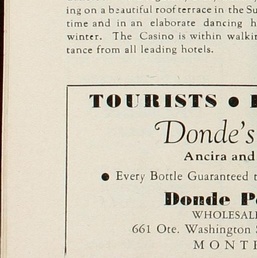 ing on a beautiful roof terrace in the Su
time and in an elaborate dancing h
winter. The Casino is within walkin
tance from all leading hotels.
TOURISTS ●
Donde's
Ancira and
● Every Bottle Guaranteed t
Donde P
WHOLESAL
661 Ote. Washington
MONTE